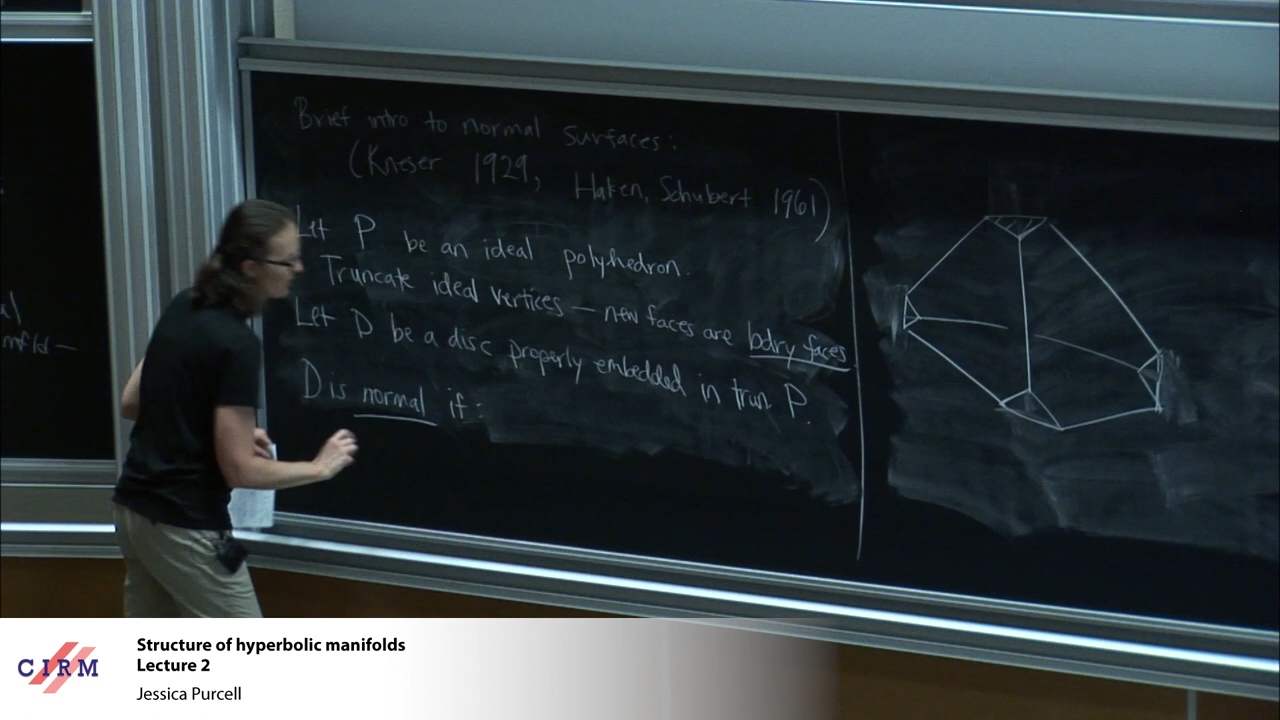 Brief intro to normal surfaces:
(Kneser 1929, Haken, Schubert 1961)
Let P be an ideal polyhedron.
Truncate ideal vertices – new faces are bdry faces
Let D be a disc properly embedded in trun P.
D is normal if:
mfld –
CIRM
Structure of hyperbolic manifolds
Lecture 2
Jessica Purcell